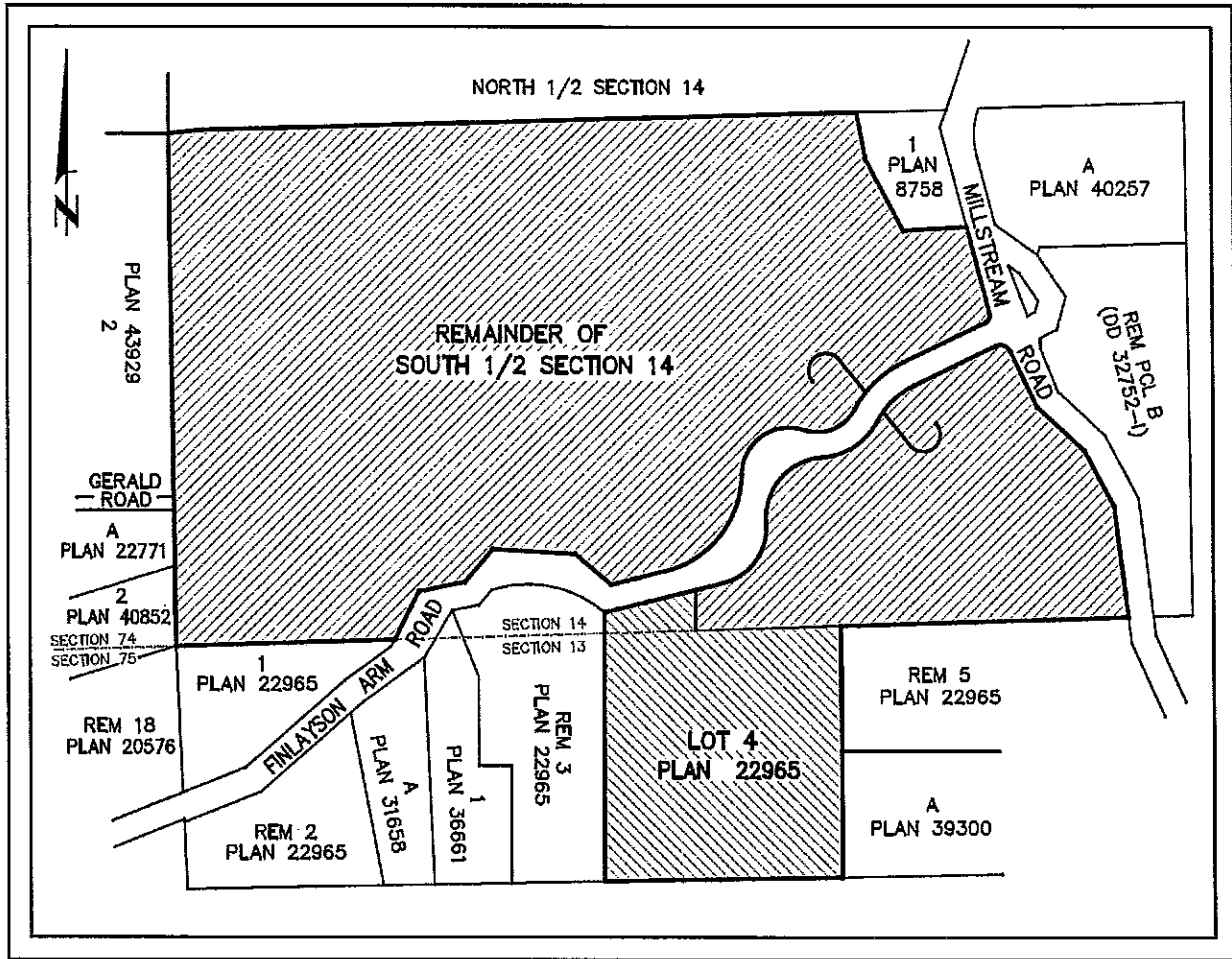 NORTH 1/2 SECTION 14
1
PLAN
8758
A
PLAN 40257
MILLSTREAM
ROAD
REM PCL B
(DD 32752-I)
PLAN 43929
2
REMAINDER OF
SOUTH 1/2 SECTION 14
GERALD
ROAD
A
PLAN 22771
2
PLAN 40852
SECTION 74
SECTION 75
REM 18
PLAN 20576
1
PLAN 22965
FINLAYSON ARM ROAD
SECTION 14
SECTION 13
REM 2
PLAN 22965
A
PLAN 31658
1
PLAN 36661
REM 3
PLAN 22965
LOT 4
PLAN 22965
REM 5
PLAN 22965
A
PLAN 39300
N